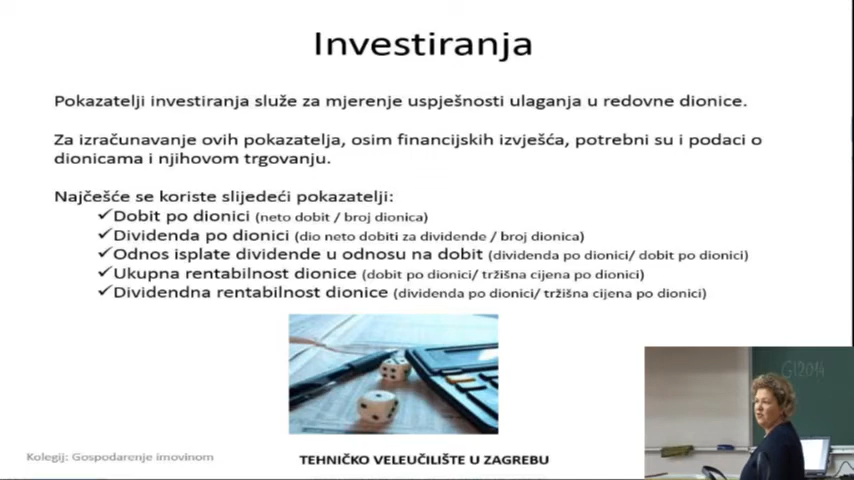 Investiranja
Pokazatelji investiranja služe za mjerenje uspješnosti ulaganja u redovne dionice.
Za izračunavanje ovih pokazatelja, osim financijskih izvješća, potrebni su i podaci o
dionicama i njihovom trgovanju.
Najčešće se koriste slijedeći pokazatelji:
✓Dobit po dionici (neto dobit / broj dionica)
✓Dividenda po dionici (dio neto dobiti za dividende / broj dionica)
✓Odnos isplate dividende u odnosu na dobit (dividenda po dionici/ dobit po dionici)
✓Ukupna rentabilnost dionice (dobit po dionici/ tržišna cijena po dionici)
✓Dividendna rentabilnost dionice (dividenda po dionici/ tržišna cijena po dionici)
GI2014
Kolegij: Gospodarenje imovinom
TEHNIČKO VELEUČILIŠTE U ZAGREBU